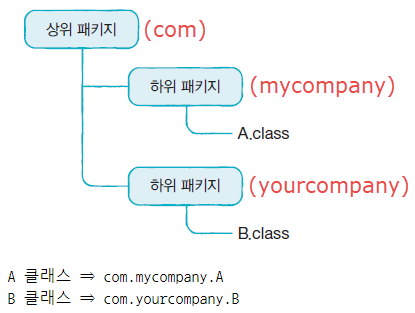 상위 패키지 (com)
하위 패키지 (mycompany)
A.class
하위 패키지 (yourcompany)
B.class
A 클래스 ⇒ com.mycompany.A
B 클래스 ⇒ com.yourcompany.B